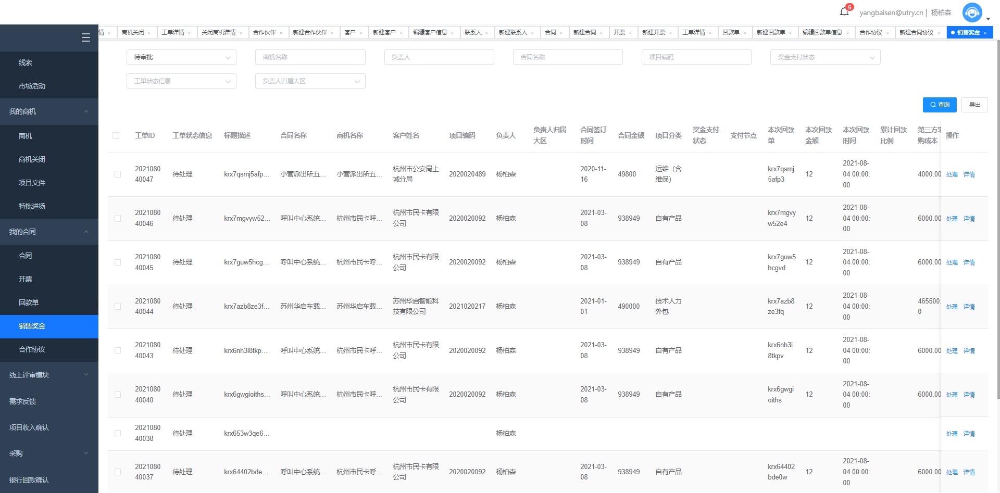 6
yangbaisen@utry.cn | 杨柏森
情 × 商机关闭 × 工单详情 × 关闭商机详情 × 合作伙伴 × 新建合作伙伴 × 客户 × 新建客户 × 编辑客户信息 × 联系人 × 新建联系人 × 合同 × 新建合同 × 开票 × 新建开票 × 工单详情 × 回款单 × 新建回款单 × 编辑回款单信息 × 合作协议 × 新建合同协议 × 销售奖金 ×
线索
市场活动
我的商机
商机
商机关闭
项目文件
特批进场
我的合同
合同
开票
回款单
销售奖金
合作协议
线上评审模块
需求反馈
项目收入确认
采购
银行回款确认
待审批 商机名称 负责人 合同名称 项目编码 奖金支付状态
工单状态信息 负责人归属大区
查询 导出
工单ID 工单状态信息 标题描述 合同名称 商机名称 客户姓名 项目编码 负责人 负责人归属大区 合同签订时间 合同金额 项目分类 奖金支付状态 支付节点 本次回款单 本次回款金额 本次回款时间 累计回款比例 第三方采购成本 操作
202108040047 待处理 krx7qsmj5afp... 小营派出所五... 小营派出所五... 杭州市公安局上城分局 2020020489 杨柏森 2020-11-16 49800 运维（含维保） krx7qsmj5afp3 12 2021-08-04 00:00:00 4000.00 处理 详情
202108040046 待处理 krx7mgvyw52... 呼叫中心系统... 杭州市民卡呼... 杭州市民卡有限公司 2020020092 杨柏森 2021-03-08 938949 自有产品 krx7mgvyw52e4 12 2021-08-04 00:00:00 6000.00 处理 详情
202108040045 待处理 krx7guw5hcg... 呼叫中心系统... 杭州市民卡呼... 杭州市民卡有限公司 2020020092 杨柏森 2021-03-08 938949 自有产品 krx7guw5hcgvd 12 2021-08-04 00:00:00 6000.00 处理 详情
202108040044 待处理 krx7azb8ze3f... 苏州华启车载... 苏州华启车载... 苏州华启智能科技有限公司 2021020217 杨柏森 2021-01-01 490000 技术人力外包 krx7azb8ze3fq 12 2021-08-04 00:00:00 465500.0 处理 详情
202108040043 待处理 krx6nh3i8tkp... 呼叫中心系统... 杭州市民卡呼... 杭州市民卡有限公司 2020020092 杨柏森 2021-03-08 938949 自有产品 krx6nh3i8tkpv 12 2021-08-04 00:00:00 6000.00 处理 详情
202108040040 待处理 krx6gwgioiths... 呼叫中心系统... 杭州市民卡呼... 杭州市民卡有限公司 2020020092 杨柏森 2021-03-08 938949 自有产品 krx6gwgioiths 12 2021-08-04 00:00:00 6000.00 处理 详情
202108040038 待处理 krx653w3qe6... 杨柏森 处理 详情
202108040037 待处理 krx64402bde... 呼叫中心系统... 杭州市民卡呼... 杭州市民卡有限公司 2020020092 杨柏森 2021-03-08 938949 自有产品 krx64402bde0w 12 2021-08-04 00:00:00 6000.00 处理 详情